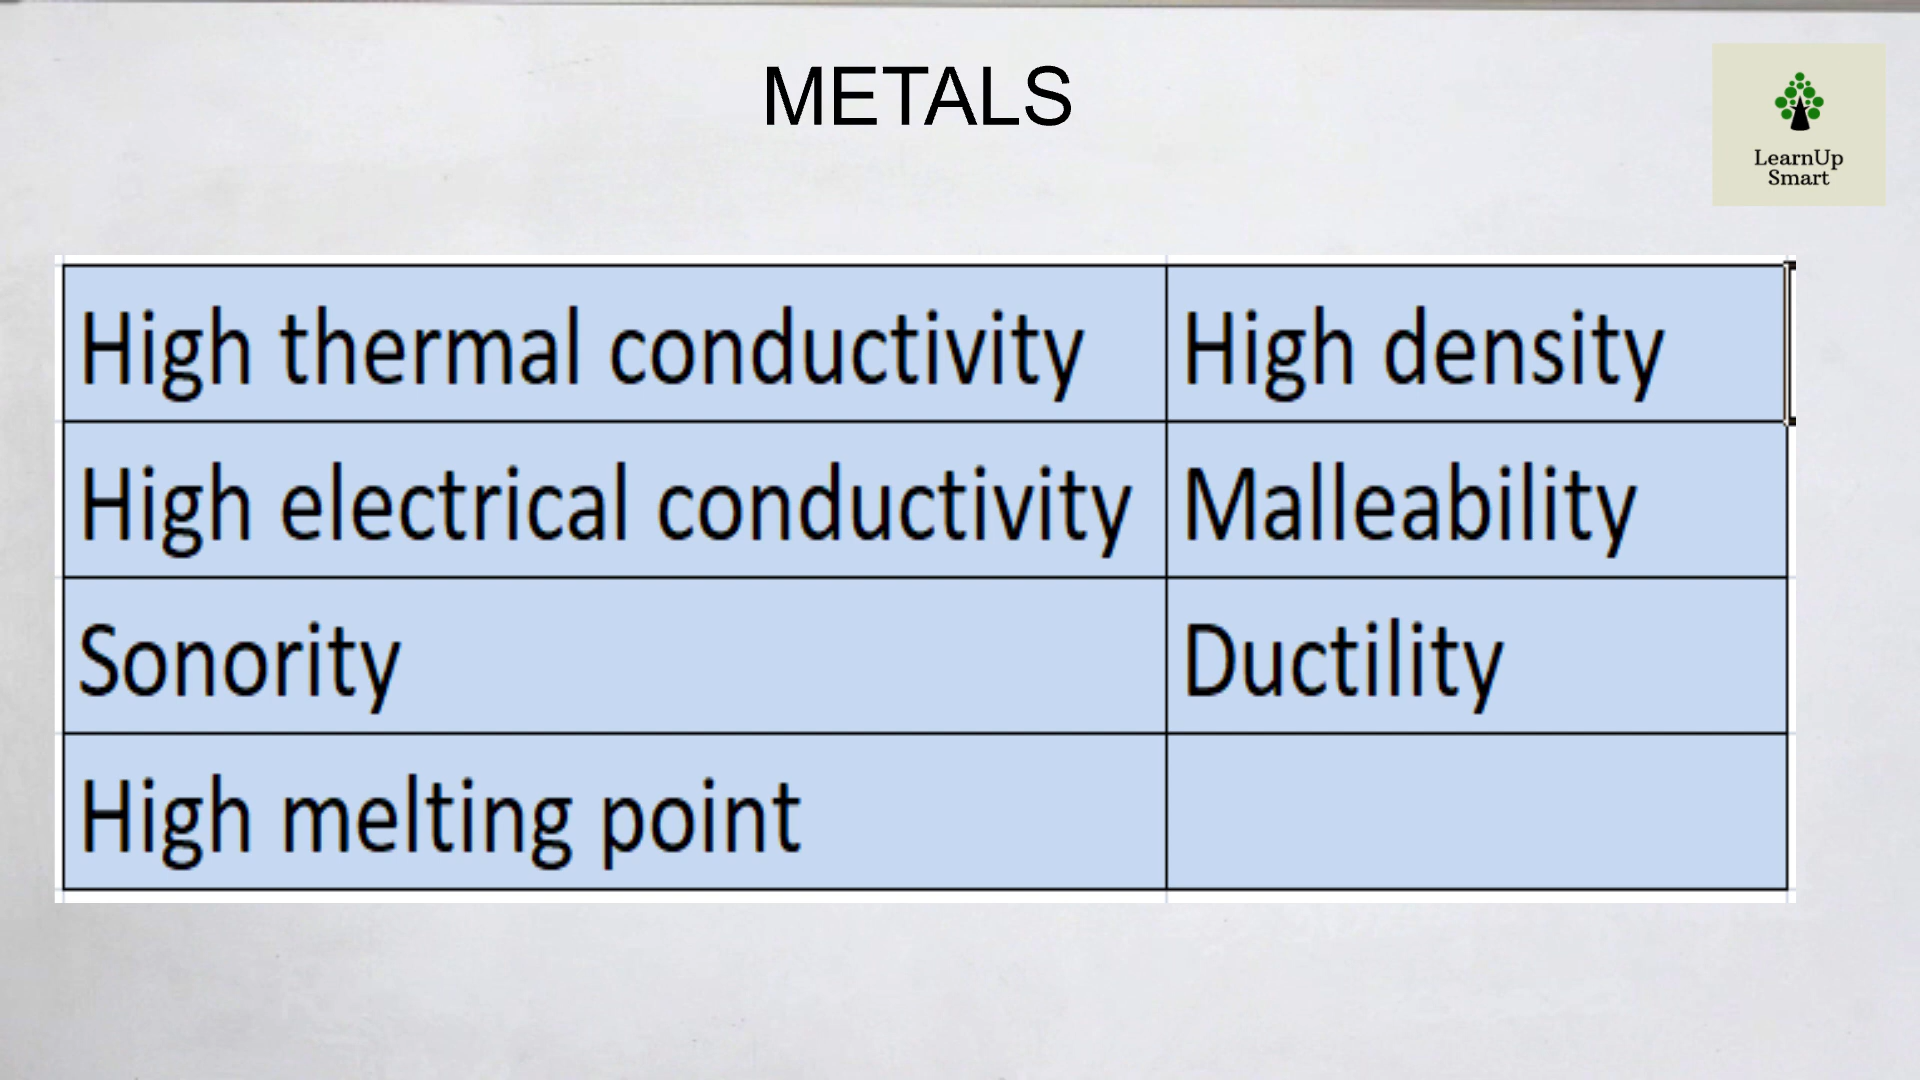 METALS
LearnUp
Smart
High thermal conductivity High density
High electrical conductivity Malleability
Sonority Ductility
High melting point